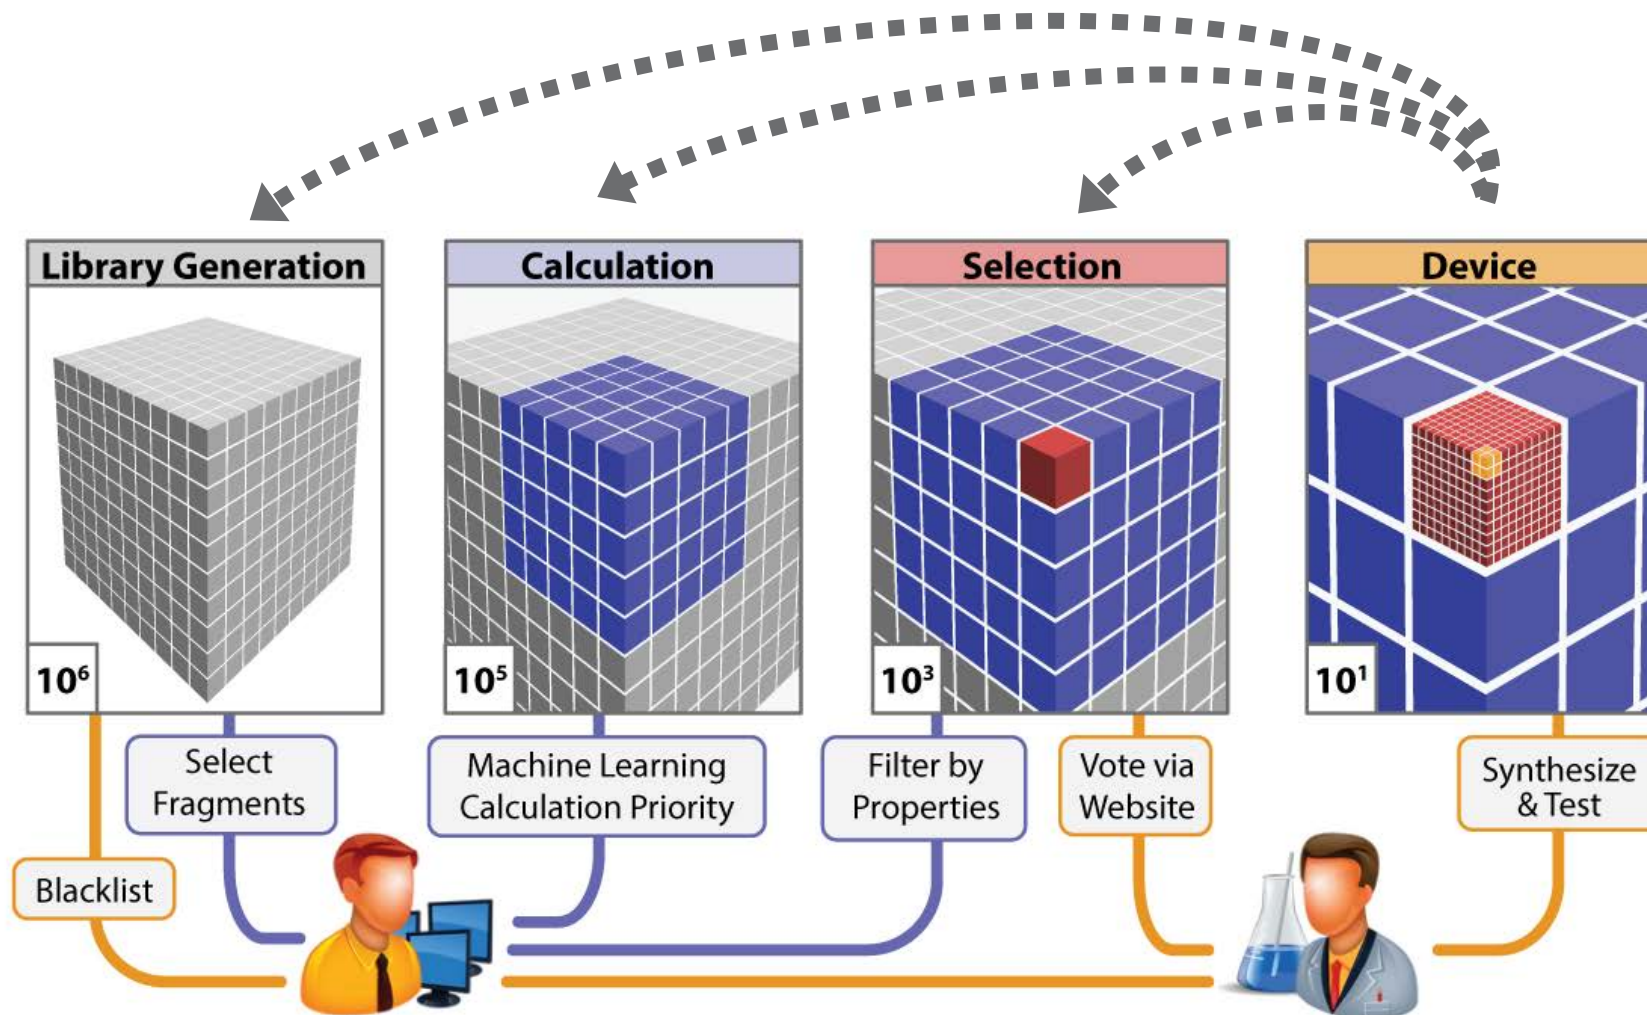 Library Generation
Calculation
Selection
Device
10⁶
10⁵
10³
10¹
Select
Fragments
Machine Learning
Calculation Priority
Filter by
Properties
Vote via
Website
Synthesize
& Test
Blacklist